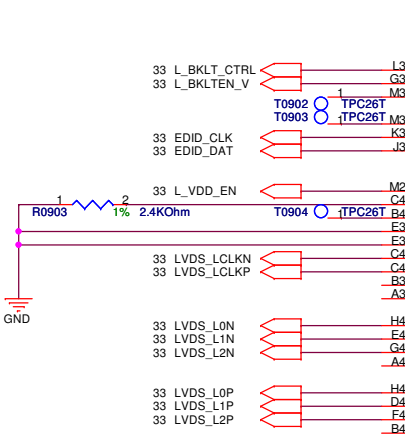 33 L_BKLT_CTRL L3
33 L_BKLTEN_V G3
1 M3
T0902 TPC26T
T0903 1 TPC26T M3
33 EDID_CLK K3
33 EDID_DAT J3
33 L_VDD_EN M2
1 2 C4
R0903 1% 2.4KOhm T0904 1 TPC26T B4
E3
E3
33 LVDS_LCLKN C4
33 LVDS_LCLKP C4
B3
A3
GND
33 LVDS_L0N H4
33 LVDS_L1N E4
33 LVDS_L2N G4
A4
33 LVDS_L0P H4
33 LVDS_L1P D4
33 LVDS_L2P F4
B4